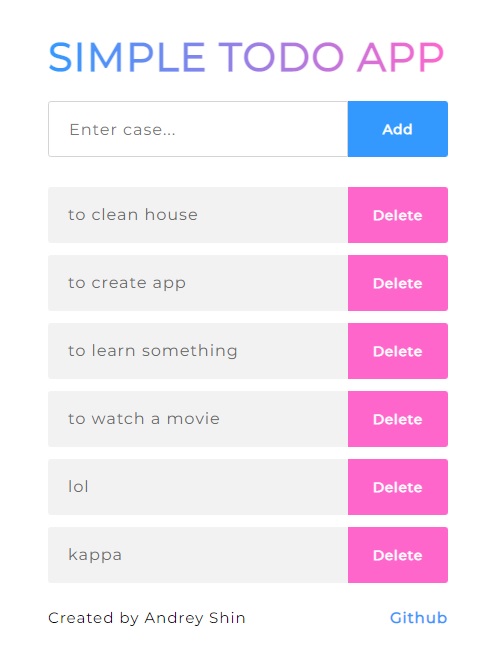 SIMPLE TODO APP
Enter case... Add
to clean house Delete
to create app Delete
to learn something Delete
to watch a movie Delete
lol Delete
kappa Delete
Created by Andrey Shin Github